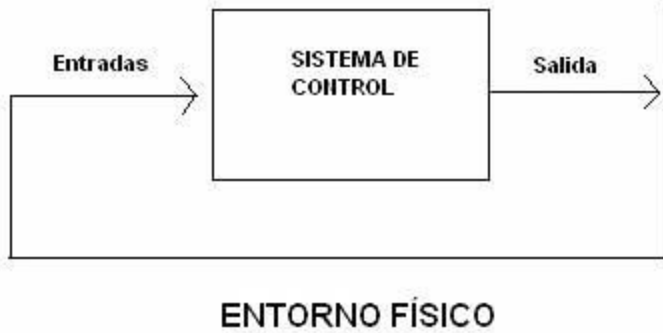 Entradas
SISTEMA DE
CONTROL
Salida
ENTORNO FÍSICO